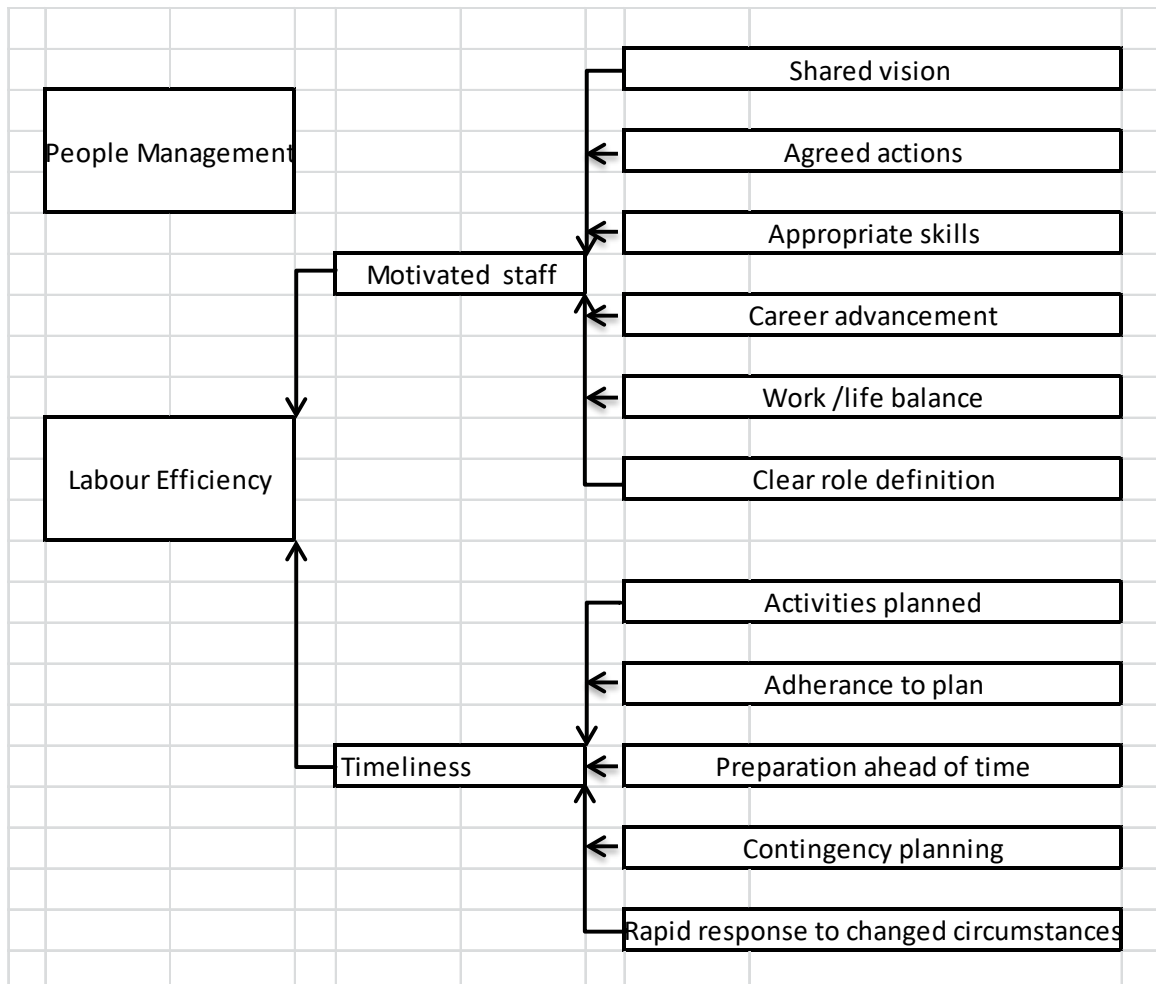 Shared vision
People Management
Agreed actions
Appropriate skills
Motivated  staff
Career advancement
Work /life balance
Labour Efficiency
Clear role definition
Activities planned
Adherance to plan
Timeliness
Preparation ahead of time
Contingency planning
Rapid response to changed circumstances